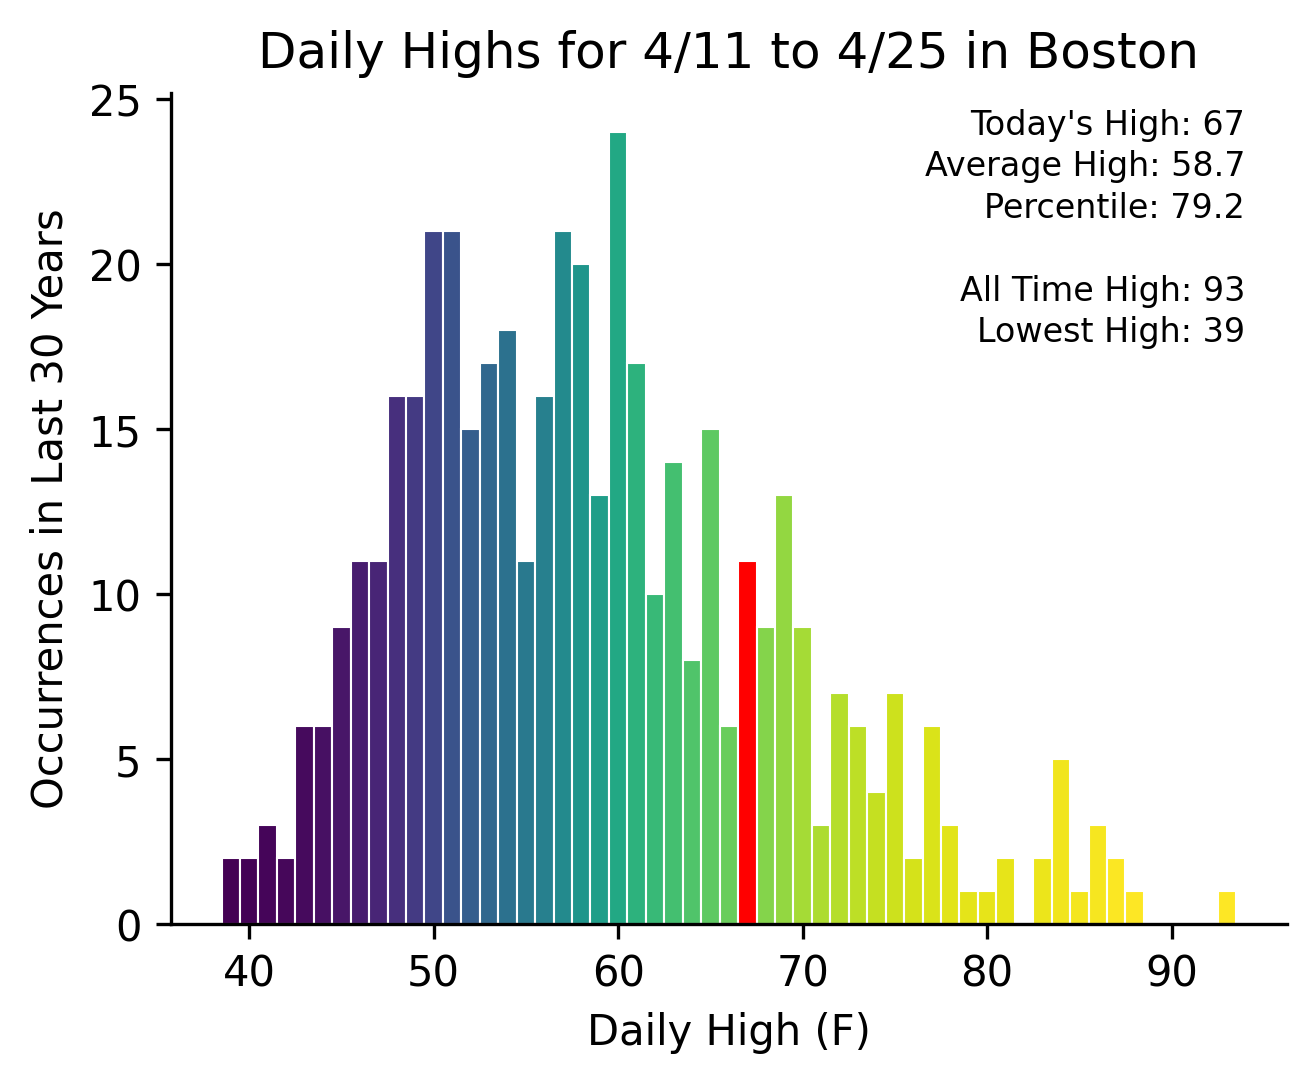 Daily Highs for 4/11 to 4/25 in Boston
Today's High: 67
Average High: 58.7
Percentile: 79.2
All Time High: 93
Lowest High: 39
Occurrences in Last 30 Years
25
20
15
10
5
0
40 50 60 70 80 90
Daily High (F)